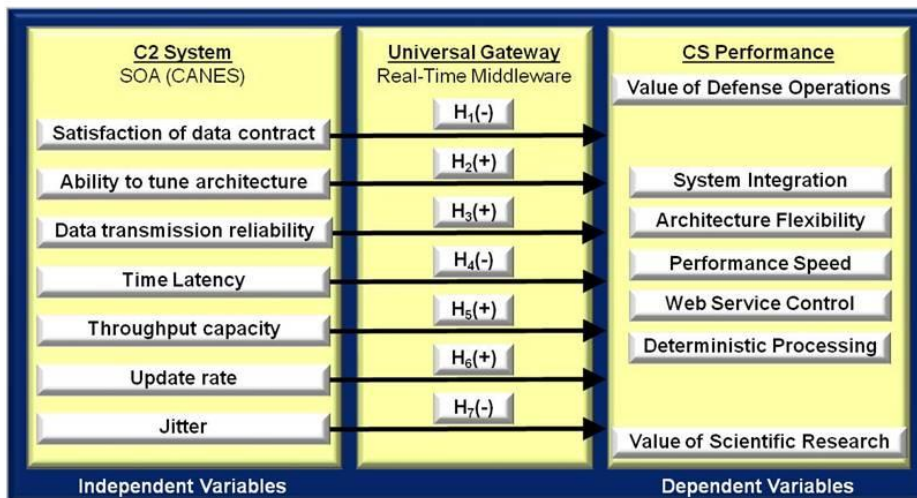 C2 System
SOA (CANES)
Satisfaction of data contract
Ability to tune architecture
Data transmission reliability
Time Latency
Throughput capacity
Update rate
Jitter
Independent Variables
Universal Gateway
Real-Time Middleware
H₁(-)
H₂(+)
H₃(+)
H₄(-)
H₅(+)
H₆(+)
H₇(-)
CS Performance
Value of Defense Operations
System Integration
Architecture Flexibility
Performance Speed
Web Service Control
Deterministic Processing
Value of Scientific Research
Dependent Variables